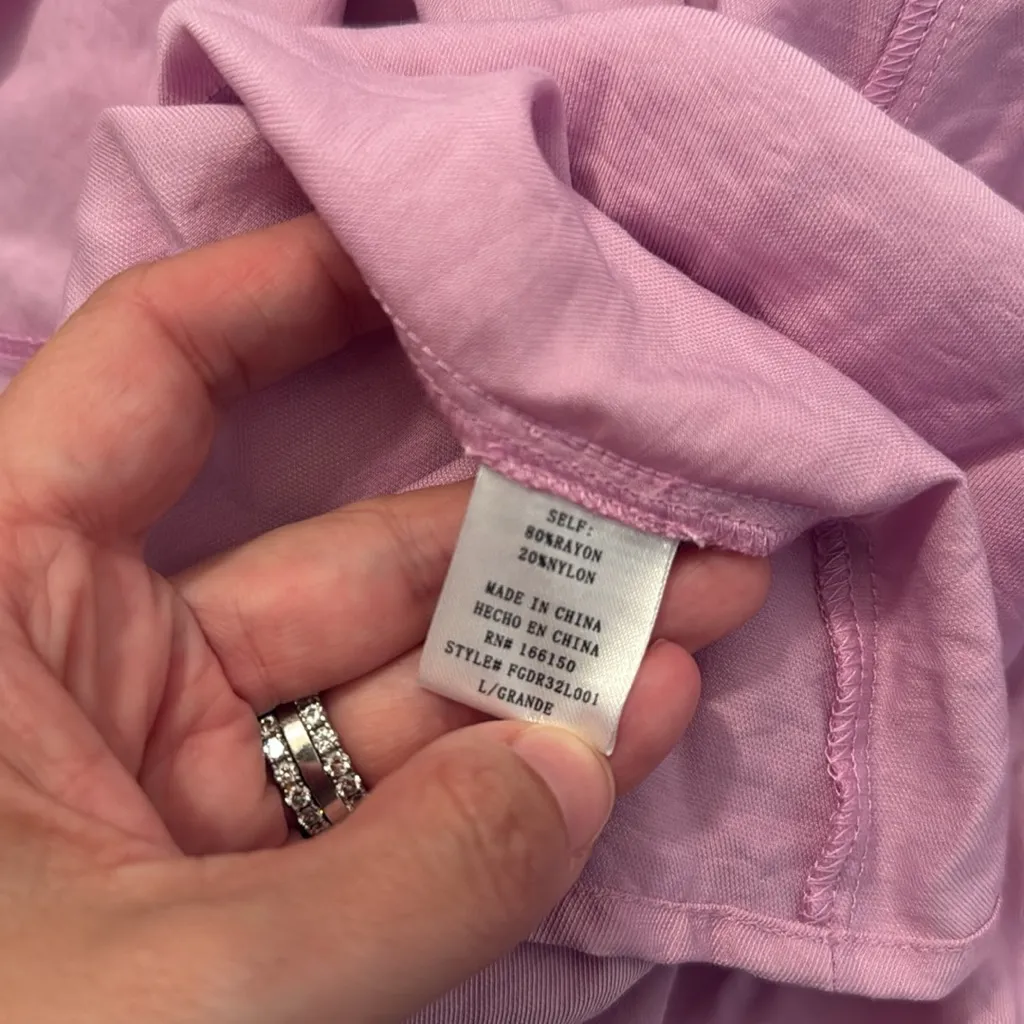 SELF:
80%RAYON
20%NYLON
MADE IN CHINA
HECHO EN CHINA
RN# 166150
STYLE# FGDR32L001
L/GRANDE